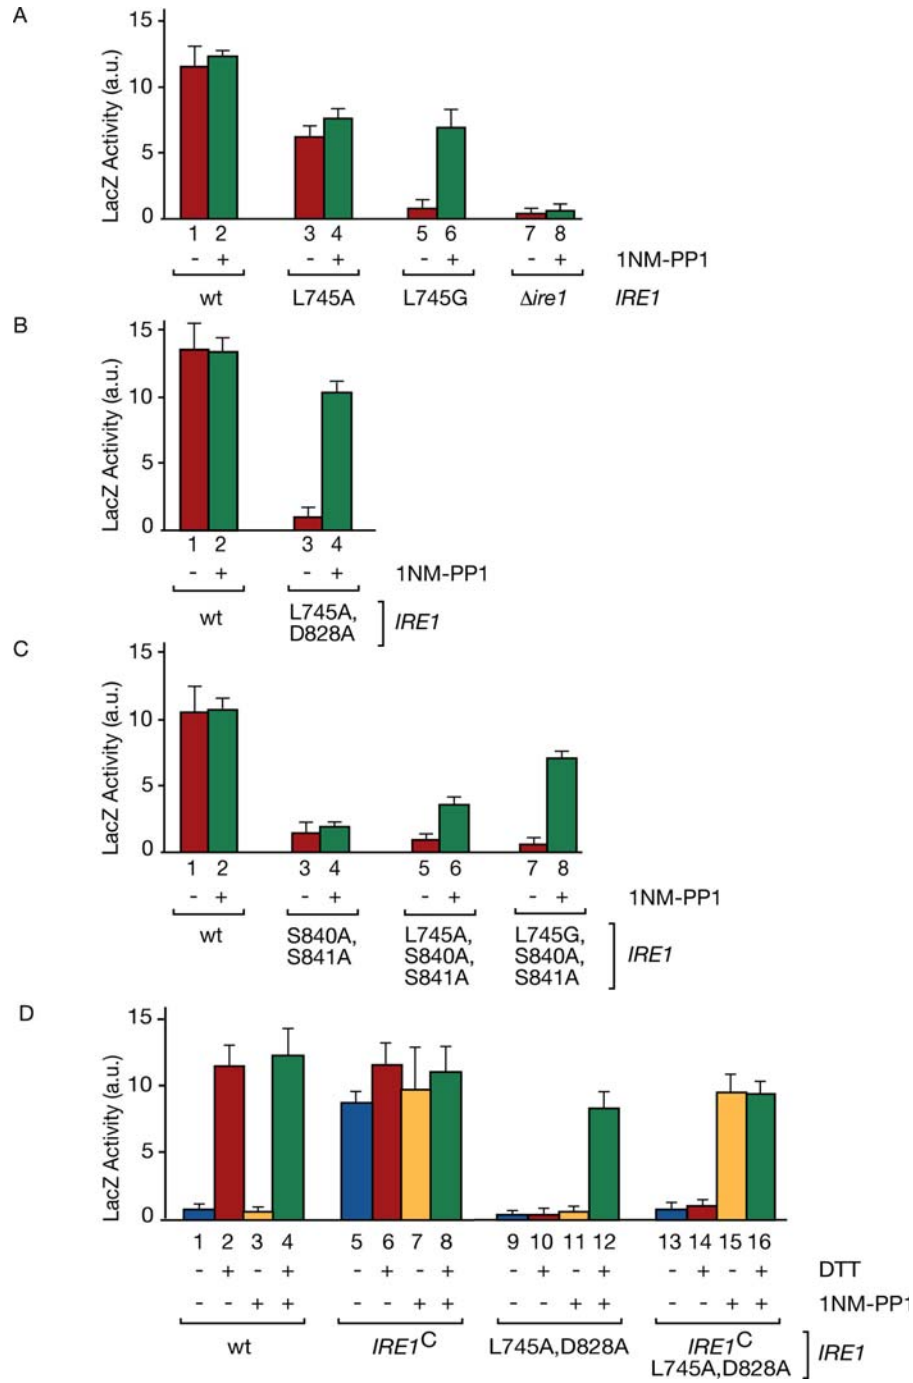 A
LacZ Activity (a.u.)
15
10
5
0
1 2 3 4 5 6 7 8
- + - + - + - + 1NM-PP1
wt L745A L745G Δire1 IRE1
B
LacZ Activity (a.u.)
15
10
5
0
1 2 3 4
- + - + 1NM-PP1
wt L745A, D828A IRE1
C
LacZ Activity (a.u.)
15
10
5
0
1 2 3 4 5 6 7 8
- + - + - + - + 1NM-PP1
wt S840A, L745A, L745G, IRE1
S841A S840A, S840A,
S841A S841A
D
LacZ Activity (a.u.)
15
10
5
0
1 2 3 4 5 6 7 8 9 10 11 12 13 14 15 16
- + - + - + - + - + - + - + - + DTT
- - + + - - + + - - + + - - + + 1NM-PP1
wt IRE1C L745A,D828A IRE1C IRE1
L745A,D828A